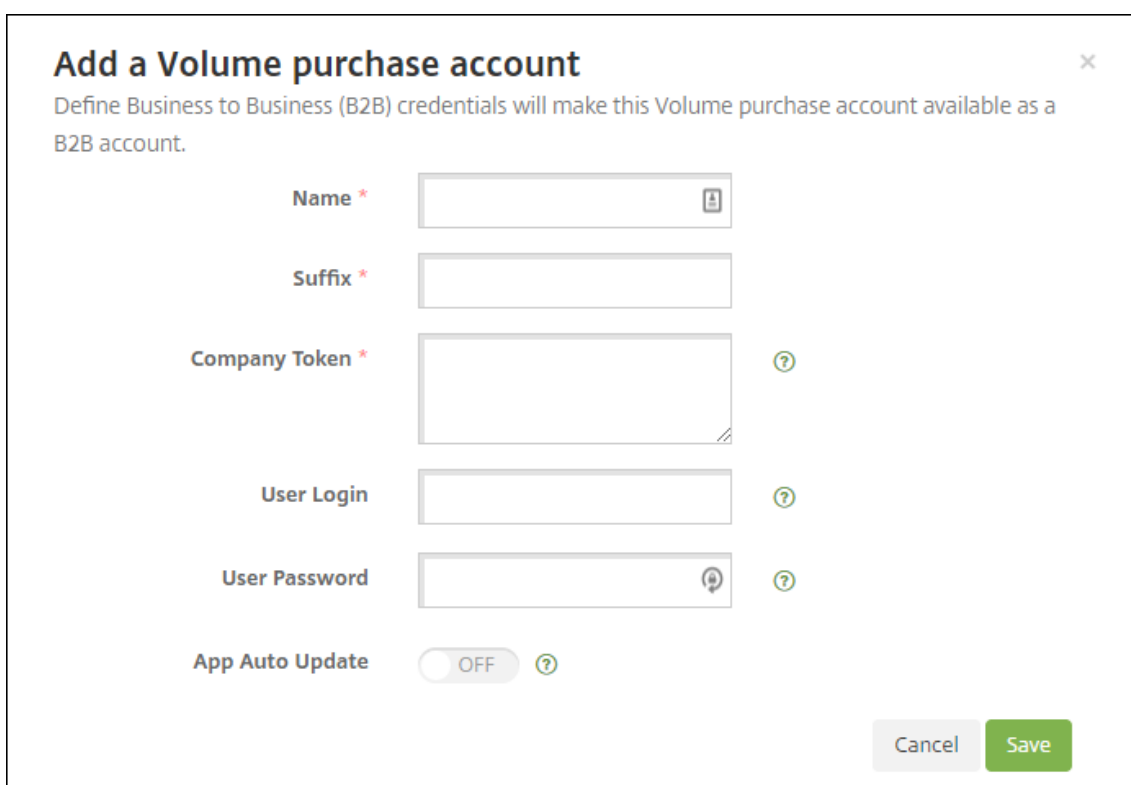 Add a Volume purchase account
×
Define Business to Business (B2B) credentials will make this Volume purchase account available as a
B2B account.
Name *
Suffix *
Company Token *
?
User Login
?
User Password
?
App Auto Update OFF ?
Cancel Save